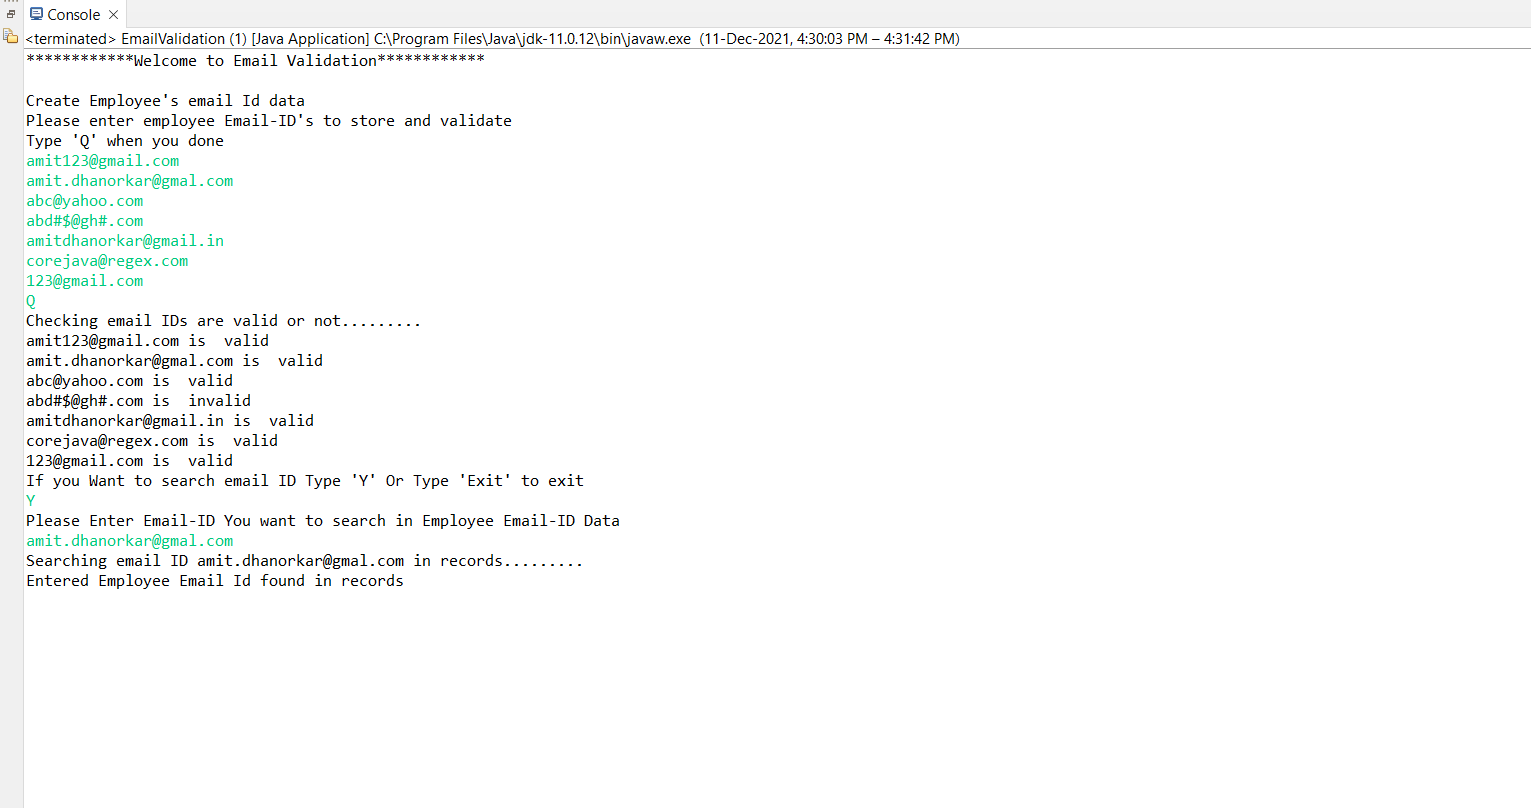 Console
<terminated> EmailValidation (1) [Java Application] C:\Program Files\Java\jdk-11.0.12\bin\javaw.exe (11-Dec-2021, 4:30:03 PM – 4:31:42 PM)
************Welcome to Email Validation************
Create Employee's email Id data
Please enter employee Email-ID's to store and validate
Type 'Q' when you done
amit123@gmail.com
amit.dhanorkar@gmal.com
abc@yahoo.com
abd#$@gh#.com
amitdhanorkar@gmail.in
corejava@regex.com
123@gmail.com
Q
Checking email IDs are valid or not.........
amit123@gmail.com is  valid
amit.dhanorkar@gmal.com is  valid
abc@yahoo.com is  valid
abd#$@gh#.com is  invalid
amitdhanorkar@gmail.in is  valid
corejava@regex.com is  valid
123@gmail.com is  valid
If you Want to search email ID Type 'Y' Or Type 'Exit' to exit
Y
Please Enter Email-ID You want to search in Employee Email-ID Data
amit.dhanorkar@gmal.com
Searching email ID amit.dhanorkar@gmal.com in records.........
Entered Employee Email Id found in records